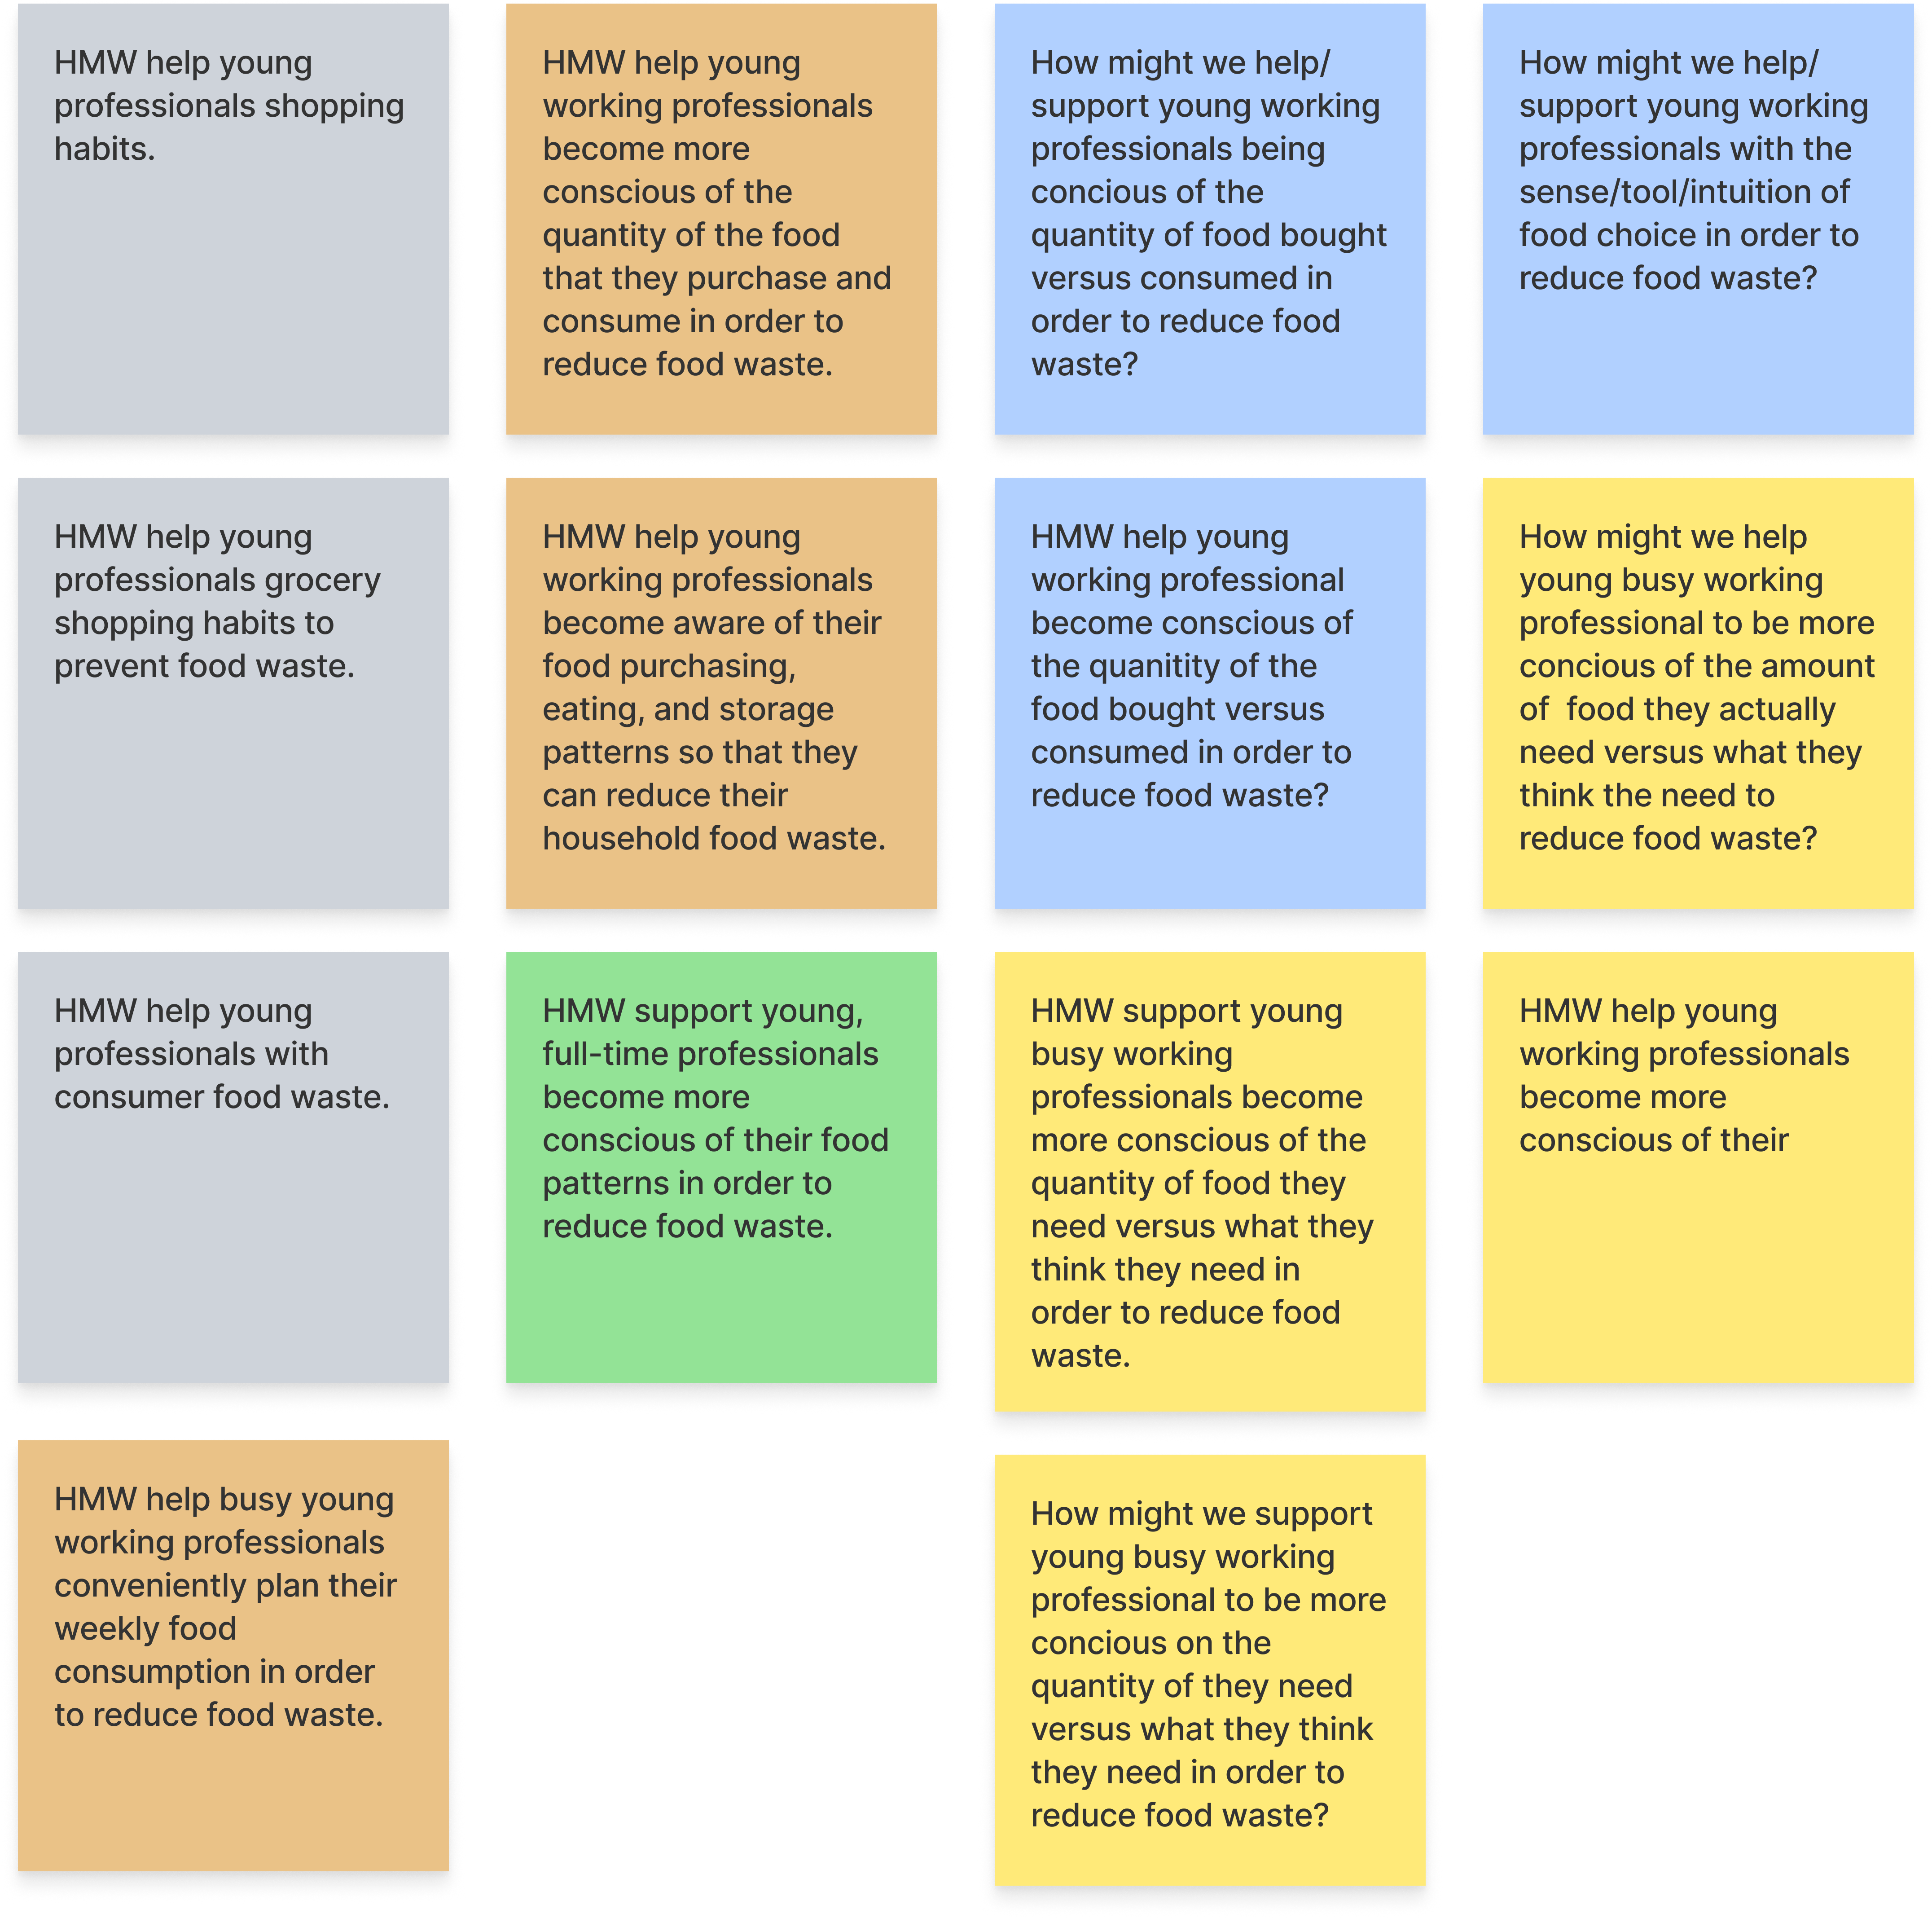 HMW help young
professionals shopping
habits.
HMW help young
working professionals
become more
conscious of the
quantity of the food
that they purchase and
consume in order to
reduce food waste.
How might we help/
support young working
professionals being
concious of the
quantity of food bought
versus consumed in
order to reduce food
waste?
How might we help/
support young working
professionals with the
sense/tool/intuition of
food choice in order to
reduce food waste?
HMW help young
professionals grocery
shopping habits to
prevent food waste.
HMW help young
working professionals
become aware of their
food purchasing,
eating, and storage
patterns so that they
can reduce their
household food waste.
HMW help young
working professional
become conscious of
the quanitity of the
food bought versus
consumed in order to
reduce food waste?
How might we help
young busy working
professional to be more
concious of the amount
of  food they actually
need versus what they
think the need to
reduce food waste?
HMW help young
professionals with
consumer food waste.
HMW support young,
full-time professionals
become more
conscious of their food
patterns in order to
reduce food waste.
HMW support young
busy working
professionals become
more conscious of the
quantity of food they
need versus what they
think they need in
order to reduce food
waste.
HMW help young
working professionals
become more
conscious of their
HMW help busy young
working professionals
conveniently plan their
weekly food
consumption in order
to reduce food waste.
How might we support
young busy working
professional to be more
concious on the
quantity of they need
versus what they think
they need in order to
reduce food waste?